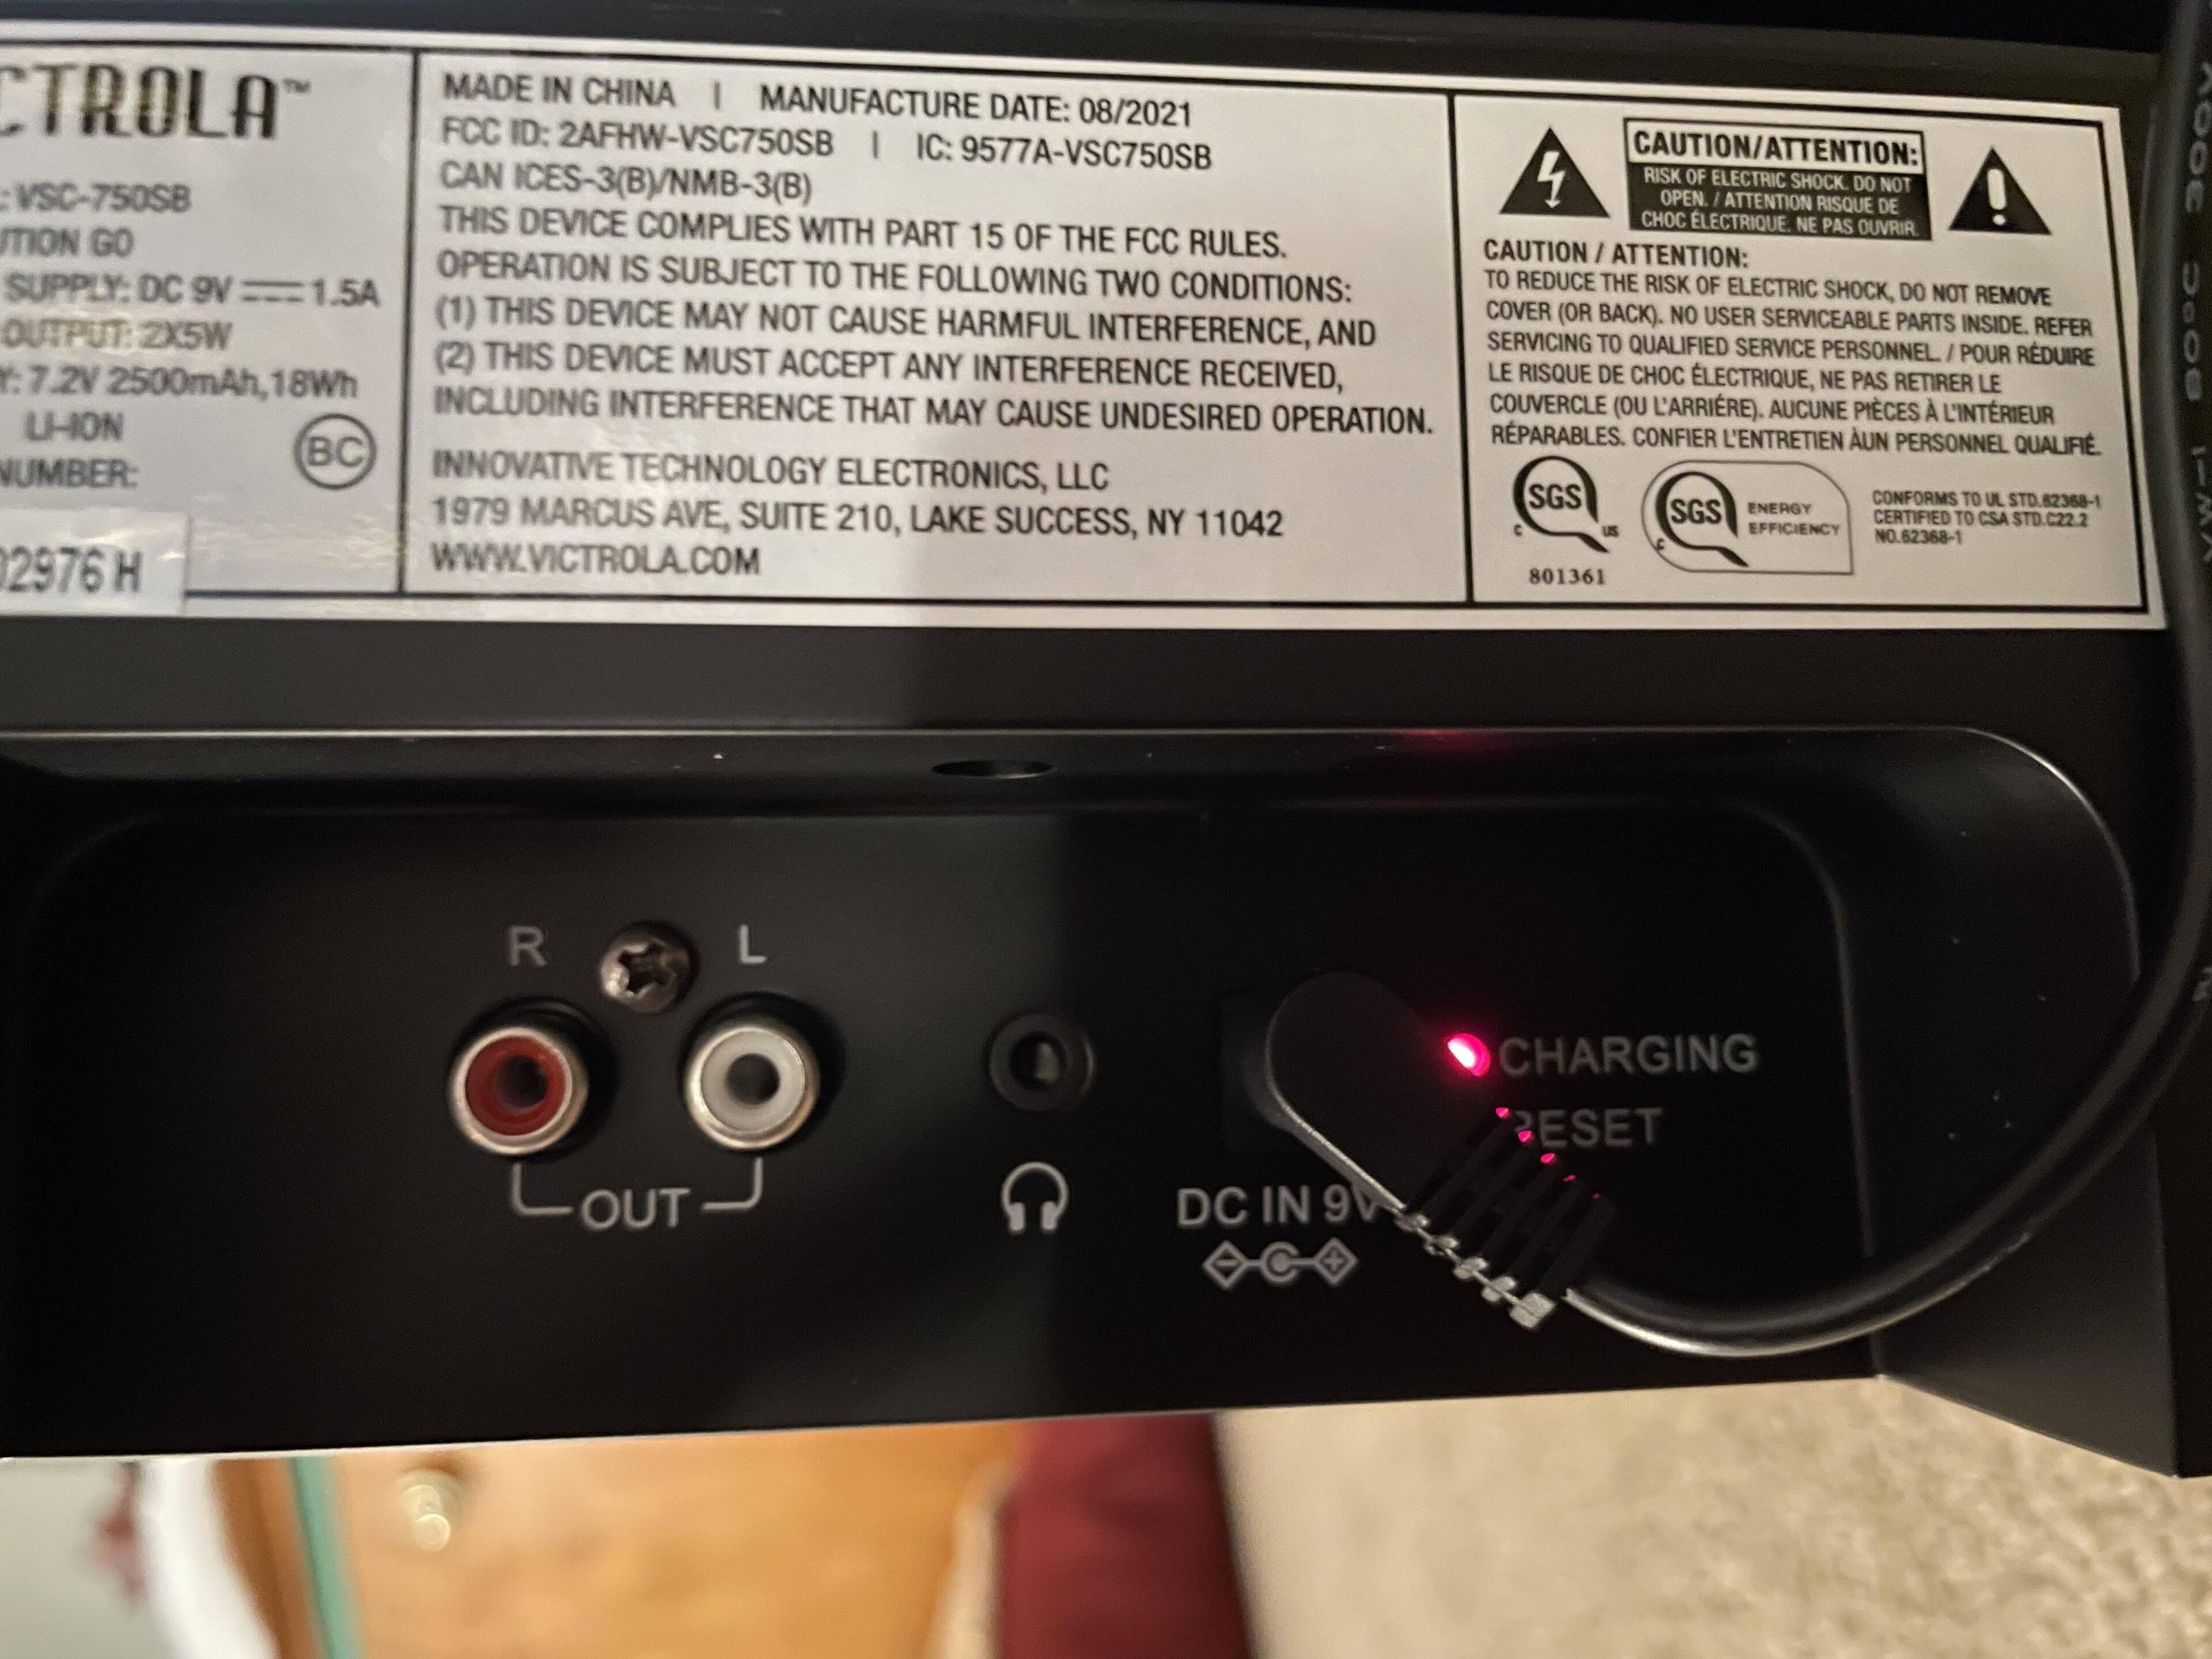 CTROLA™
: VSC-750SB
UTION GO
SUPPLY: DC 9V 1.5A
OUTPUT: 2X5W
Y: 7.2V 2500mAh,18Wh
LI-ION
BC
NUMBER:
02976 H
MADE IN CHINA | MANUFACTURE DATE: 08/2021
FCC ID: 2AFHW-VSC750SB | IC: 9577A-VSC750SB
CAN ICES-3(B)/NMB-3(B)
THIS DEVICE COMPLIES WITH PART 15 OF THE FCC RULES.
OPERATION IS SUBJECT TO THE FOLLOWING TWO CONDITIONS:
(1) THIS DEVICE MAY NOT CAUSE HARMFUL INTERFERENCE, AND
(2) THIS DEVICE MUST ACCEPT ANY INTERFERENCE RECEIVED,
INCLUDING INTERFERENCE THAT MAY CAUSE UNDESIRED OPERATION.
INNOVATIVE TECHNOLOGY ELECTRONICS, LLC
1979 MARCUS AVE, SUITE 210, LAKE SUCCESS, NY 11042
WWW.VICTROLA.COM
CAUTION/ATTENTION:
RISK OF ELECTRIC SHOCK. DO NOT
OPEN. / ATTENTION RISQUE DE
CHOC ÉLECTRIQUE. NE PAS OUVRIR.
CAUTION / ATTENTION:
TO REDUCE THE RISK OF ELECTRIC SHOCK, DO NOT REMOVE
COVER (OR BACK). NO USER SERVICEABLE PARTS INSIDE. REFER
SERVICING TO QUALIFIED SERVICE PERSONNEL. / POUR RÉDUIRE
LE RISQUE DE CHOC ÉLECTRIQUE, NE PAS RETIRER LE
COUVERCLE (OU L'ARRIÉRE). AUCUNE PIÈCES À L'INTÉRIEUR
RÉPARABLES. CONFIER L'ENTRETIEN ÀUN PERSONNEL QUALIFIÉ.
SGS
C US
801361
SGS
C
ENERGY
EFFICIENCY
CONFORMS TO UL STD.62368-1
CERTIFIED TO CSA STD.C22.2
NO.62368-1
R L
OUT
DC IN 9V
CHARGING
RESET
80°C 300V